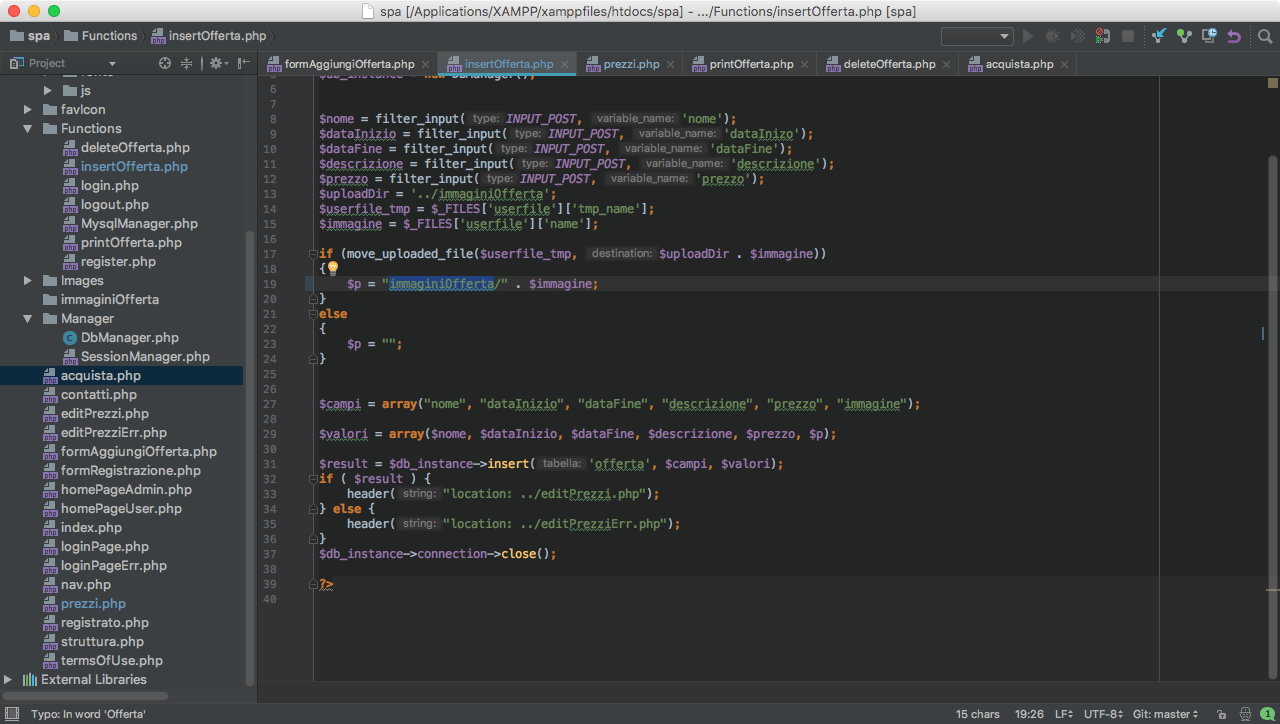 spa [/Applications/XAMPP/xamppfiles/htdocs/spa] - .../Functions/insertOfferta.php [spa]
spa Functions insertOfferta.php
Project
formAggiungiOfferta.php insertOfferta.php prezzi.php printOfferta.php deleteOfferta.php acquista.php
js
favicon
Functions
deleteOfferta.php
insertOfferta.php
login.php
logout.php
MysqlManager.php
printOfferta.php
register.php
Images
immaginiOfferta
Manager
DbManager.php
SessionManager.php
acquista.php
contatti.php
editPrezzi.php
editPrezziErr.php
formAggiungiOfferta.php
formRegistrazione.php
homePageAdmin.php
homePageUser.php
index.php
loginPage.php
loginPageErr.php
nav.php
prezzi.php
registrato.php
struttura.php
termsOfUse.php
External Libraries
6
7
8 $nome = filter_input( type: INPUT_POST, variable_name: 'nome');
9 $dataInizio = filter_input( type: INPUT_POST, variable_name: 'dataInizo');
10 $dataFine = filter_input( type: INPUT_POST, variable_name: 'dataFine');
11 $descrizione = filter_input( type: INPUT_POST, variable_name: 'descrizione');
12 $prezzo = filter_input( type: INPUT_POST, variable_name: 'prezzo');
13 $uploadDir = '../immaginiOfferta';
14 $userfile_tmp = $_FILES['userfile']['tmp_name'];
15 $immagine = $_FILES['userfile']['name'];
16
17 if (move_uploaded_file($userfile_tmp, destination: $uploadDir . $immagine))
18 {
19 $p = "immaginiOfferta/" . $immagine;
20 }
21 else
22 {
23 $p = "";
24 }
25
26
27 $campi = array("nome", "dataInizio", "dataFine", "descrizione", "prezzo", "immagine");
28
29 $valori = array($nome, $dataInizio, $dataFine, $descrizione, $prezzo, $p);
30
31 $result = $db_instance->insert( tabella: 'offerta', $campi, $valori);
32 if ( $result ) {
33 header( string: "location: ../editPrezzi.php");
34 } else {
35 header( string: "location: ../editPrezziErr.php");
36 }
37 $db_instance->connection->close();
38
39 ?>
40
Typo: In word 'Offerta' 15 chars 19:26 LF UTF-8 Git: master 1